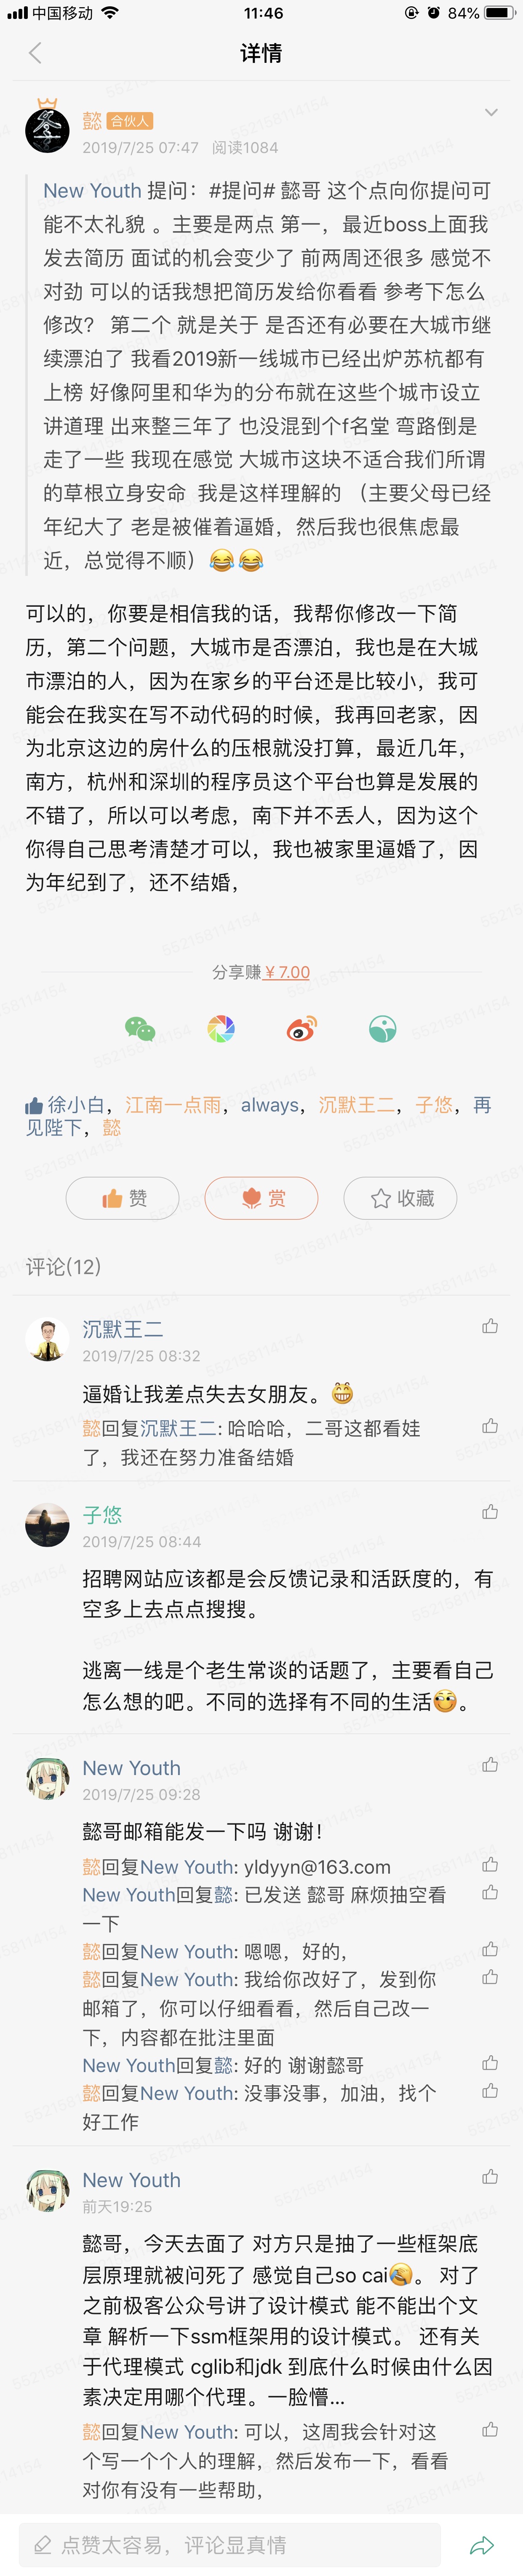 中国移动 11:46 84%
详情
懿 合伙人
2019/7/25 07:47 阅读1084
New Youth 提问：#提问# 懿哥 这个点向你提问可
能不太礼貌 。主要是两点 第一，最近boss上面我
发去简历 面试的机会变少了 前两周还很多 感觉不
对劲 可以的话我想把简历发给你看看 参考下怎么
修改？ 第二个 就是关于 是否还有必要在大城市继
续漂泊了 我看2019新一线城市已经出炉苏杭都有
上榜 好像阿里和华为的分布就在这些个城市设立
讲道理 出来整三年了 也没混到个f名堂 弯路倒是
走了一些 我现在感觉 大城市这块不适合我们所谓
的草根立身安命 我是这样理解的 （主要父母已经
年纪大了 老是被催着逼婚，然后我也很焦虑最
近，总觉得不顺）😂😂
可以的，你要是相信我的话，我帮你修改一下简
历，第二个问题，大城市是否漂泊，我也是在大城
市漂泊的人，因为在家乡的平台还是比较小，我可
能会在我实在写不动代码的时候，我再回老家，因
为北京这边的房什么的压根就没打算，最近几年，
南方，杭州和深圳的程序员这个平台也算是发展的
不错了，所以可以考虑，南下并不丢人，因为这个
你得自己思考清楚才可以，我也被家里逼婚了，因
为年纪到了，还不结婚，
分享赚￥7.00
徐小白，江南一点雨，always，沉默王二，子悠，再
见陛下，懿
赞 赏 收藏
评论(12)
沉默王二
2019/7/25 08:32
逼婚让我差点失去女朋友。😁
懿回复沉默王二: 哈哈哈，二哥这都看娃
了，我还在努力准备结婚
子悠
2019/7/25 08:44
招聘网站应该都是会反馈记录和活跃度的，有
空多上去点点搜搜。
逃离一线是个老生常谈的话题了，主要看自己
怎么想的吧。不同的选择有不同的生活。
New Youth
2019/7/25 09:28
懿哥邮箱能发一下吗 谢谢！
懿回复New Youth: yldyyn@163.com
New Youth回复懿: 已发送 懿哥 麻烦抽空看
一下
懿回复New Youth: 嗯嗯，好的，
懿回复New Youth: 我给你改好了，发到你
邮箱了，你可以仔细看看，然后自己改一
下，内容都在批注里面
New Youth回复懿: 好的 谢谢懿哥
懿回复New Youth: 没事没事，加油，找个
好工作
New Youth
前天19:25
懿哥，今天去面了 对方只是抽了一些框架底
层原理就被问死了 感觉自己so cai🤣。 对了
之前极客公众号讲了设计模式 能不能出个文
章 解析一下ssm框架用的设计模式。 还有关
于代理模式 cglib和jdk 到底什么时候由什么因
素决定用哪个代理。一脸懵...
懿回复New Youth: 可以，这周我会针对这
个写一个个人的理解，然后发布一下，看看
对你有没有一些帮助，
点赞太容易，评论显真情